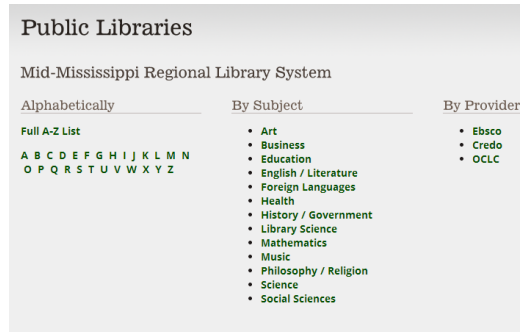 Public Libraries
Mid-Mississippi Regional Library System
Alphabetically
Full A-Z List
A B C D E F G H I J K L M N
O P Q R S T U V W X Y Z
By Subject
Art
Business
Education
English / Literature
Foreign Languages
Health
History / Government
Library Science
Mathematics
Music
Philosophy / Religion
Science
Social Sciences
By Provider
Ebsco
Credo
OCLC